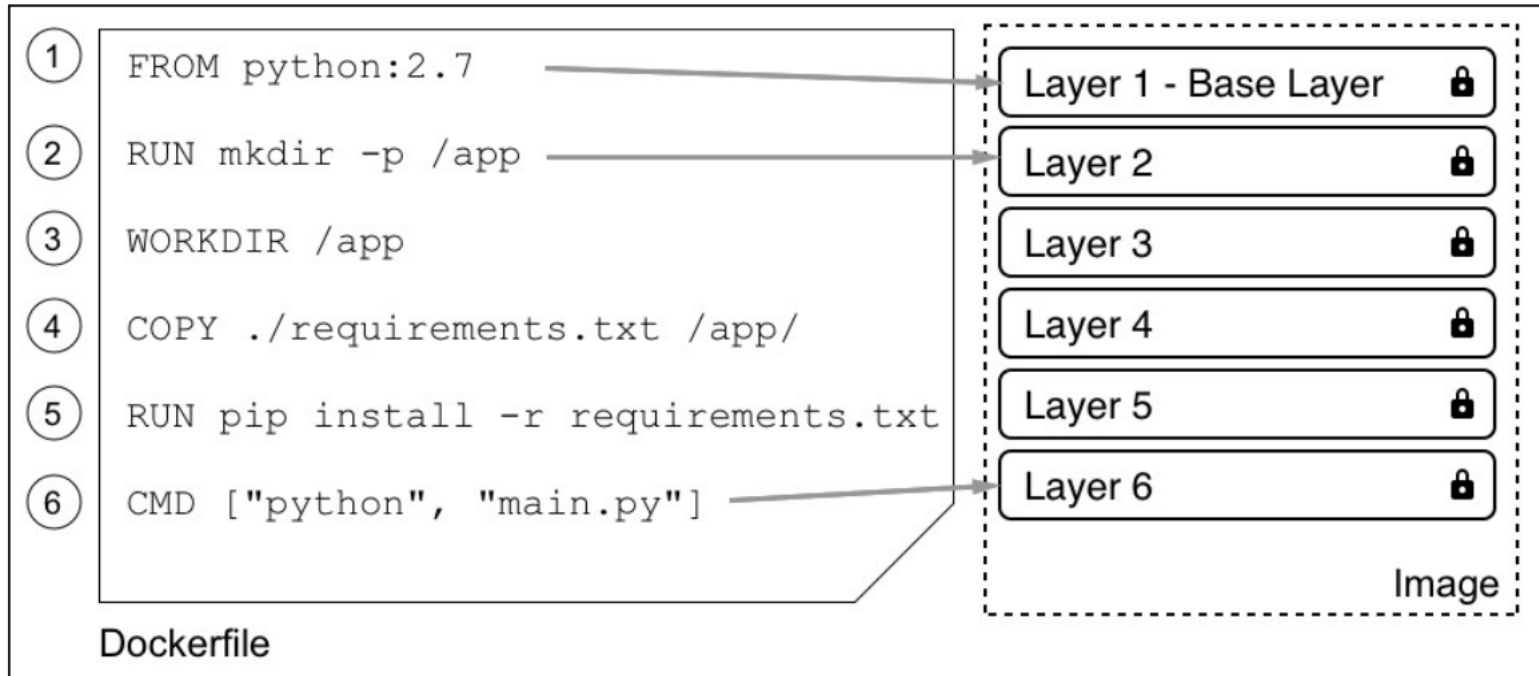 1 FROM python:2.7
2 RUN mkdir -p /app
3 WORKDIR /app
4 COPY ./requirements.txt /app/
5 RUN pip install -r requirements.txt
6 CMD ["python", "main.py"]
Dockerfile
Layer 1 - Base Layer
Layer 2
Layer 3
Layer 4
Layer 5
Layer 6
Image